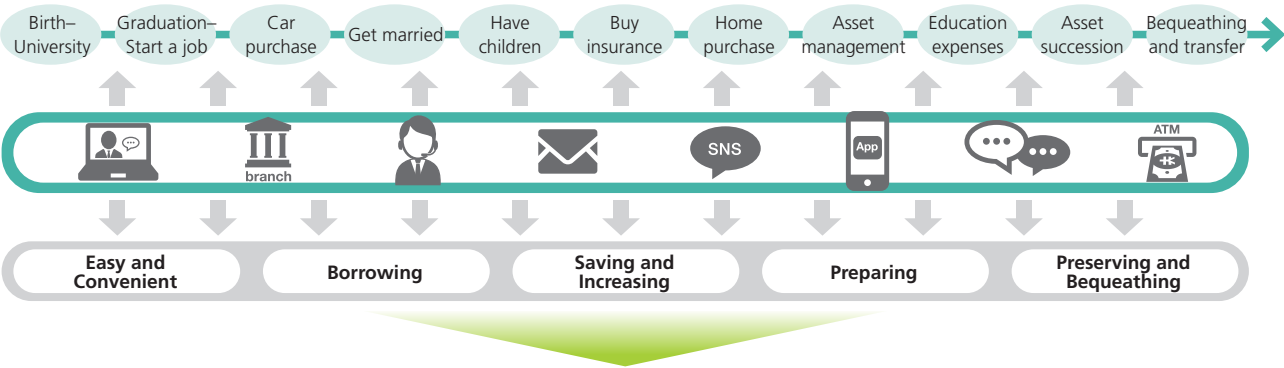 Birth–
University
Graduation–
Start a job
Car
purchase
Get married
Have
children
Buy
insurance
Home
purchase
Asset
management
Education
expenses
Asset
succession
Bequeathing
and transfer
branch
SNS
App
ATM
Easy and
Convenient
Borrowing
Saving and
Increasing
Preparing
Preserving and
Bequeathing